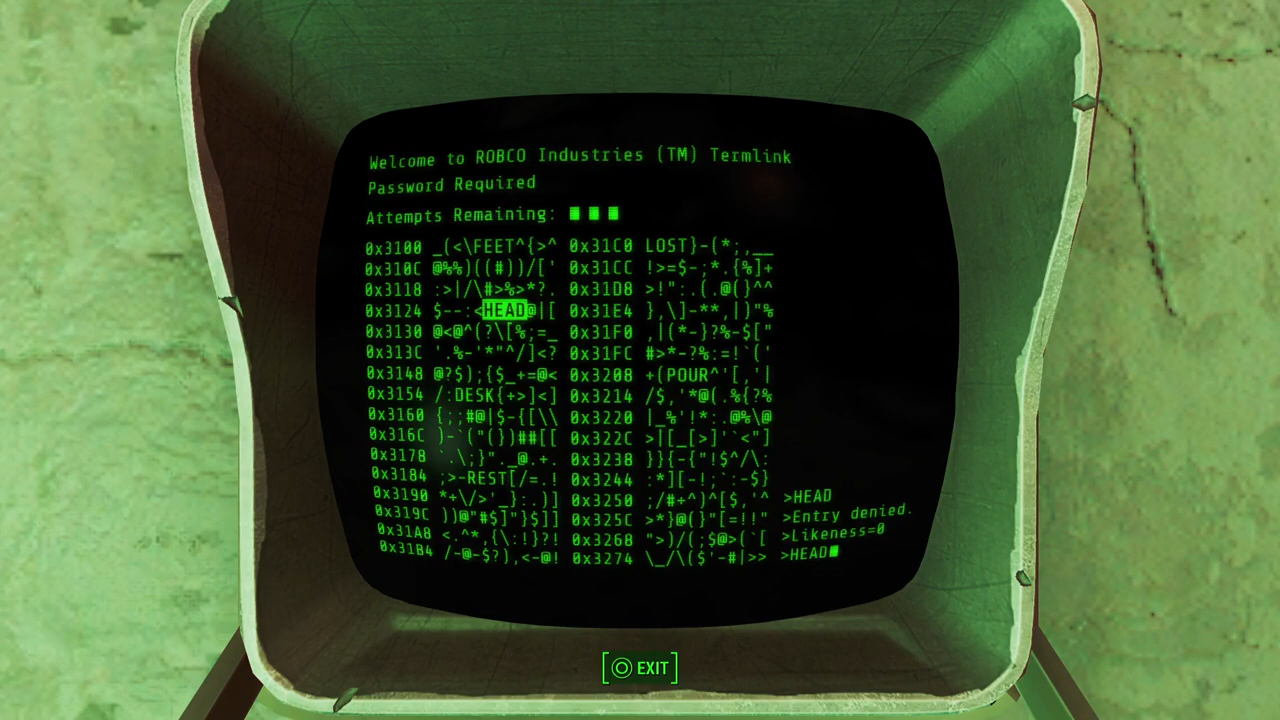 Welcome to ROBCO Industries (TM) Termlink
Password Required
Attempts Remaining: ■ ■ ■
0x3100 _(<\FEET^{>^ 0x31C0 LOST}-(*;,__
0x310C @%%)((#))/[' 0x31CC !>=$-;*.{%]+
0x3118 :>|/\#>%>*?. 0x31D8 >!":.(.@(}^^
0x3124 $--:<HEAD@|[ 0x31E4 },\]-**,|)"%
0x3130 @<@^(?\[%;=_ 0x31F0 ,|(*-}?%-$["
0x313C '.%-'*"^/]<? 0x31FC #>*-?%:=!`('
0x3148 @?$);{$_+=@< 0x3208 +(POUR^'[,'|
0x3154 /:DESK{+>]<] 0x3214 /$,'*@(.%{?%
0x3160 {;;#@|$-{[\\ 0x3220 |_%'!*:.@%\@
0x316C )-`("(})##[[ 0x322C >|[_[>]'`<"]
0x3178 `.\;}"._@.+. 0x3238 }}{-{"!$^/\:
0x3184 ;>-REST[/=.! 0x3244 :*][-!;`:-$}
0x3190 *+\/>'_}:.)] 0x3250 ;/#+^)^[$,'^ >HEAD
0x319C ))@"#$]"}$]] 0x325C >*}@(}"[=!!" >Entry denied.
0x31A8 <.^*,{\:!}?! 0x3268 ">)/(;$@>(`[ >Likeness=0
0x31B4 /-@-$?),<-@! 0x3274 \_/\($'-#|>> >HEAD■
EXIT